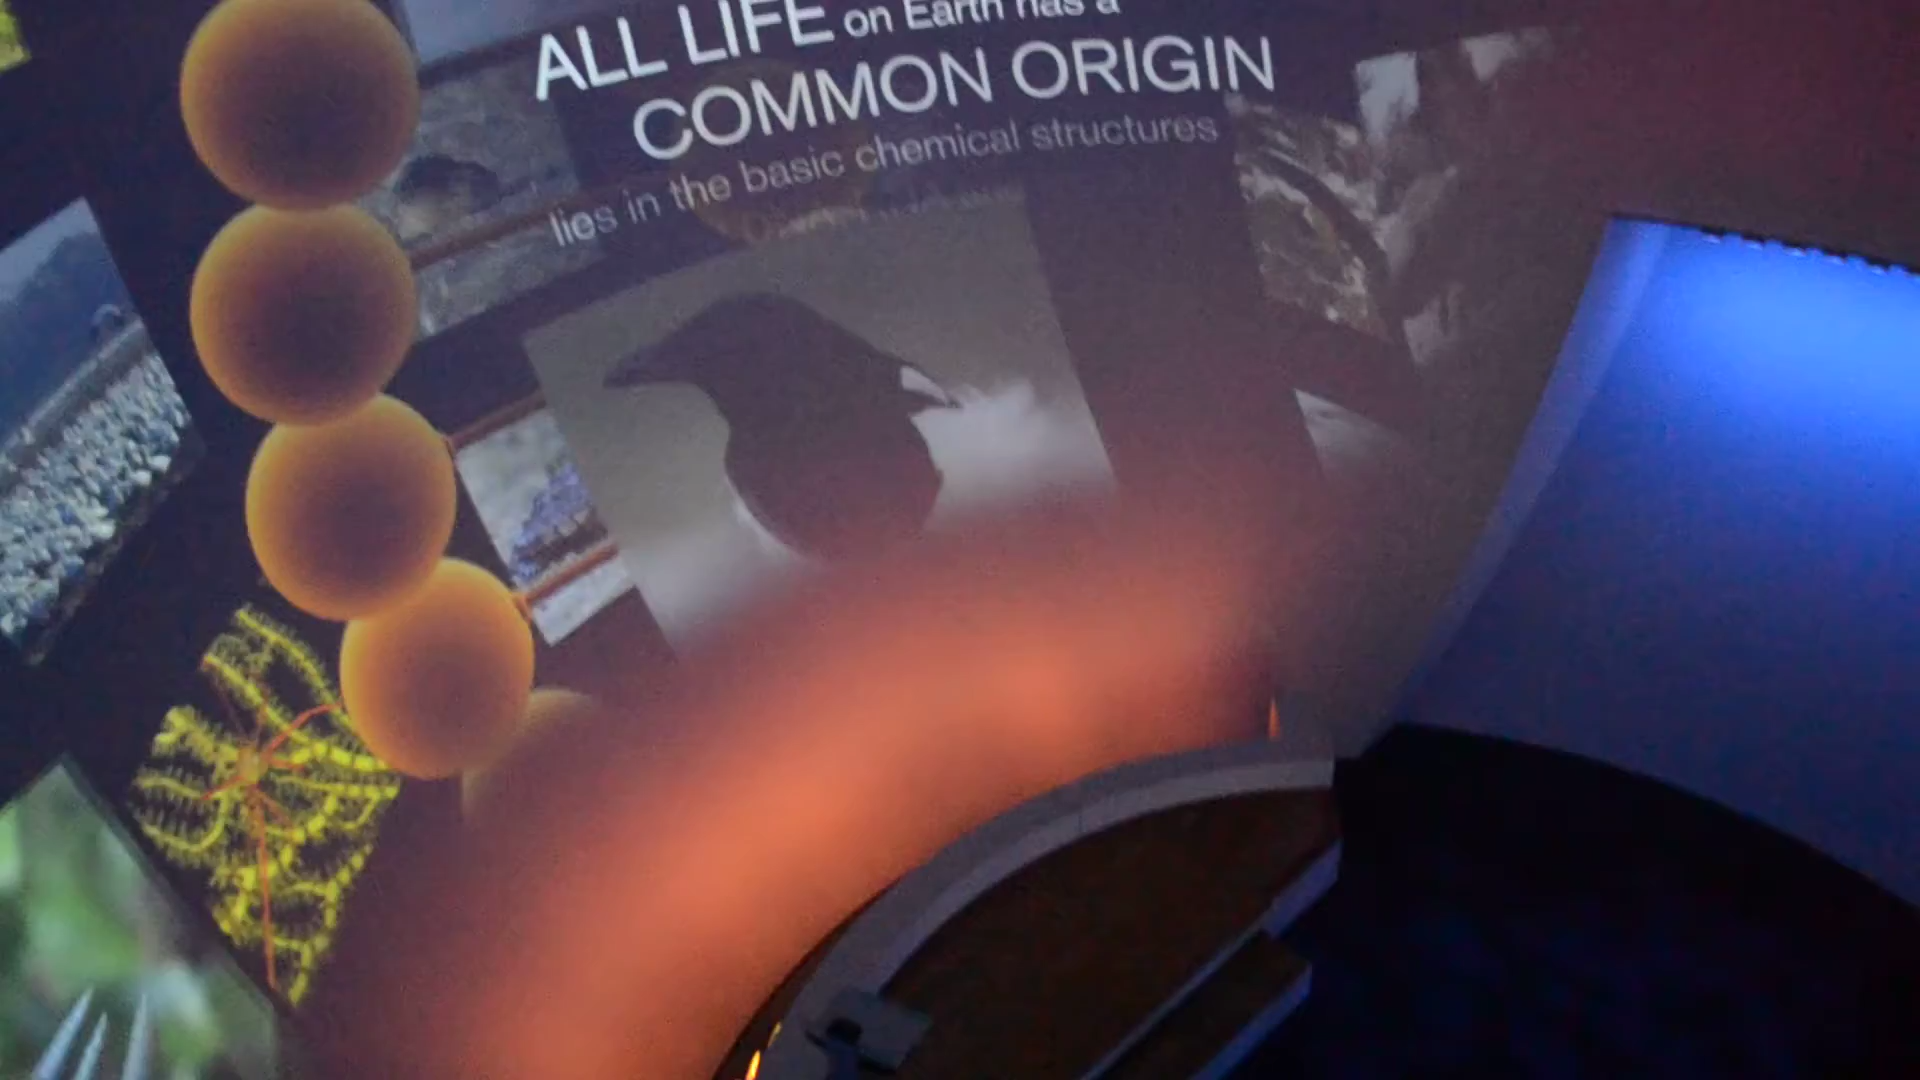 ALL LIFE on Earth has a
COMMON ORIGIN
lies in the basic chemical structures